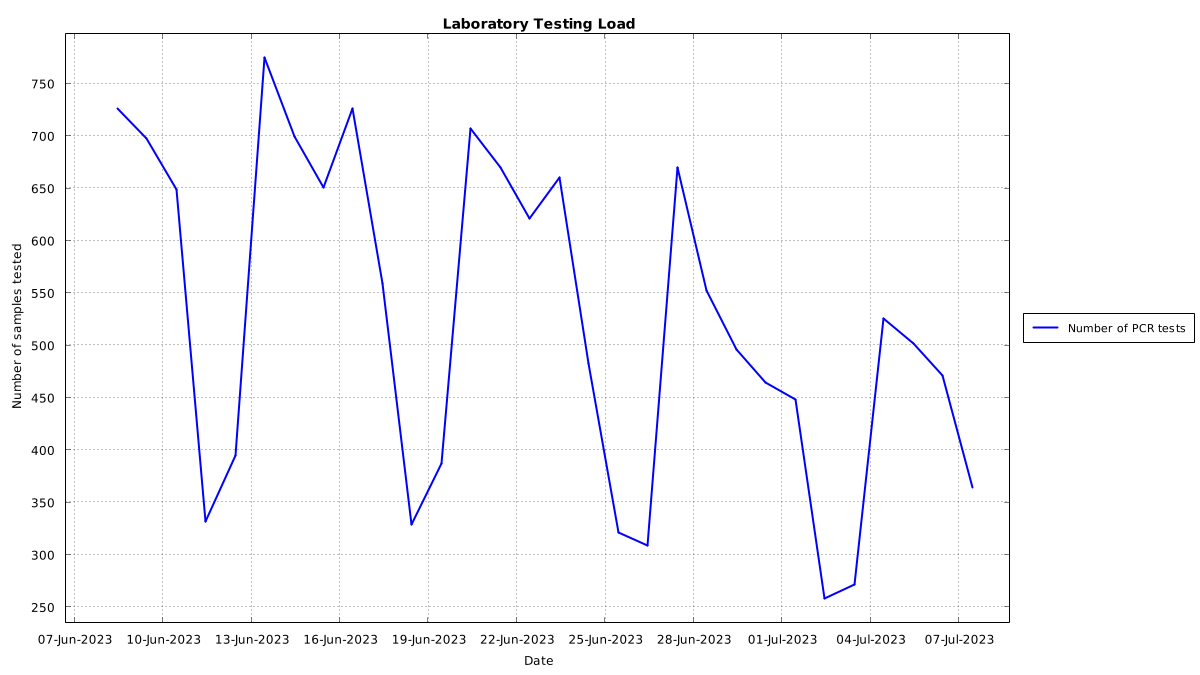 Laboratory Testing Load
Number of samples tested
750
700
650
600
550
500
450
400
350
300
250
07-Jun-2023 10-Jun-2023 13-Jun-2023 16-Jun-2023 19-Jun-2023 22-Jun-2023 25-Jun-2023 28-Jun-2023 01-Jul-2023 04-Jul-2023 07-Jul-2023
Date
Number of PCR tests